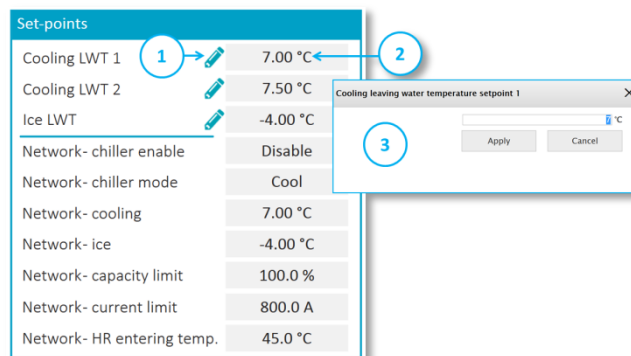 Set-points
Cooling LWT 1 1 7.00 °C 2
Cooling LWT 2 7.50 °C
Ice LWT -4.00 °C
Network- chiller enable Disable
Network- chiller mode Cool
Network- cooling 7.00 °C
Network- ice -4.00 °C
Network- capacity limit 100.0 %
Network- current limit 800.0 A
Network- HR entering temp. 45.0 °C
Cooling leaving water temperature setpoint 1 X
7 °C
3 Apply Cancel